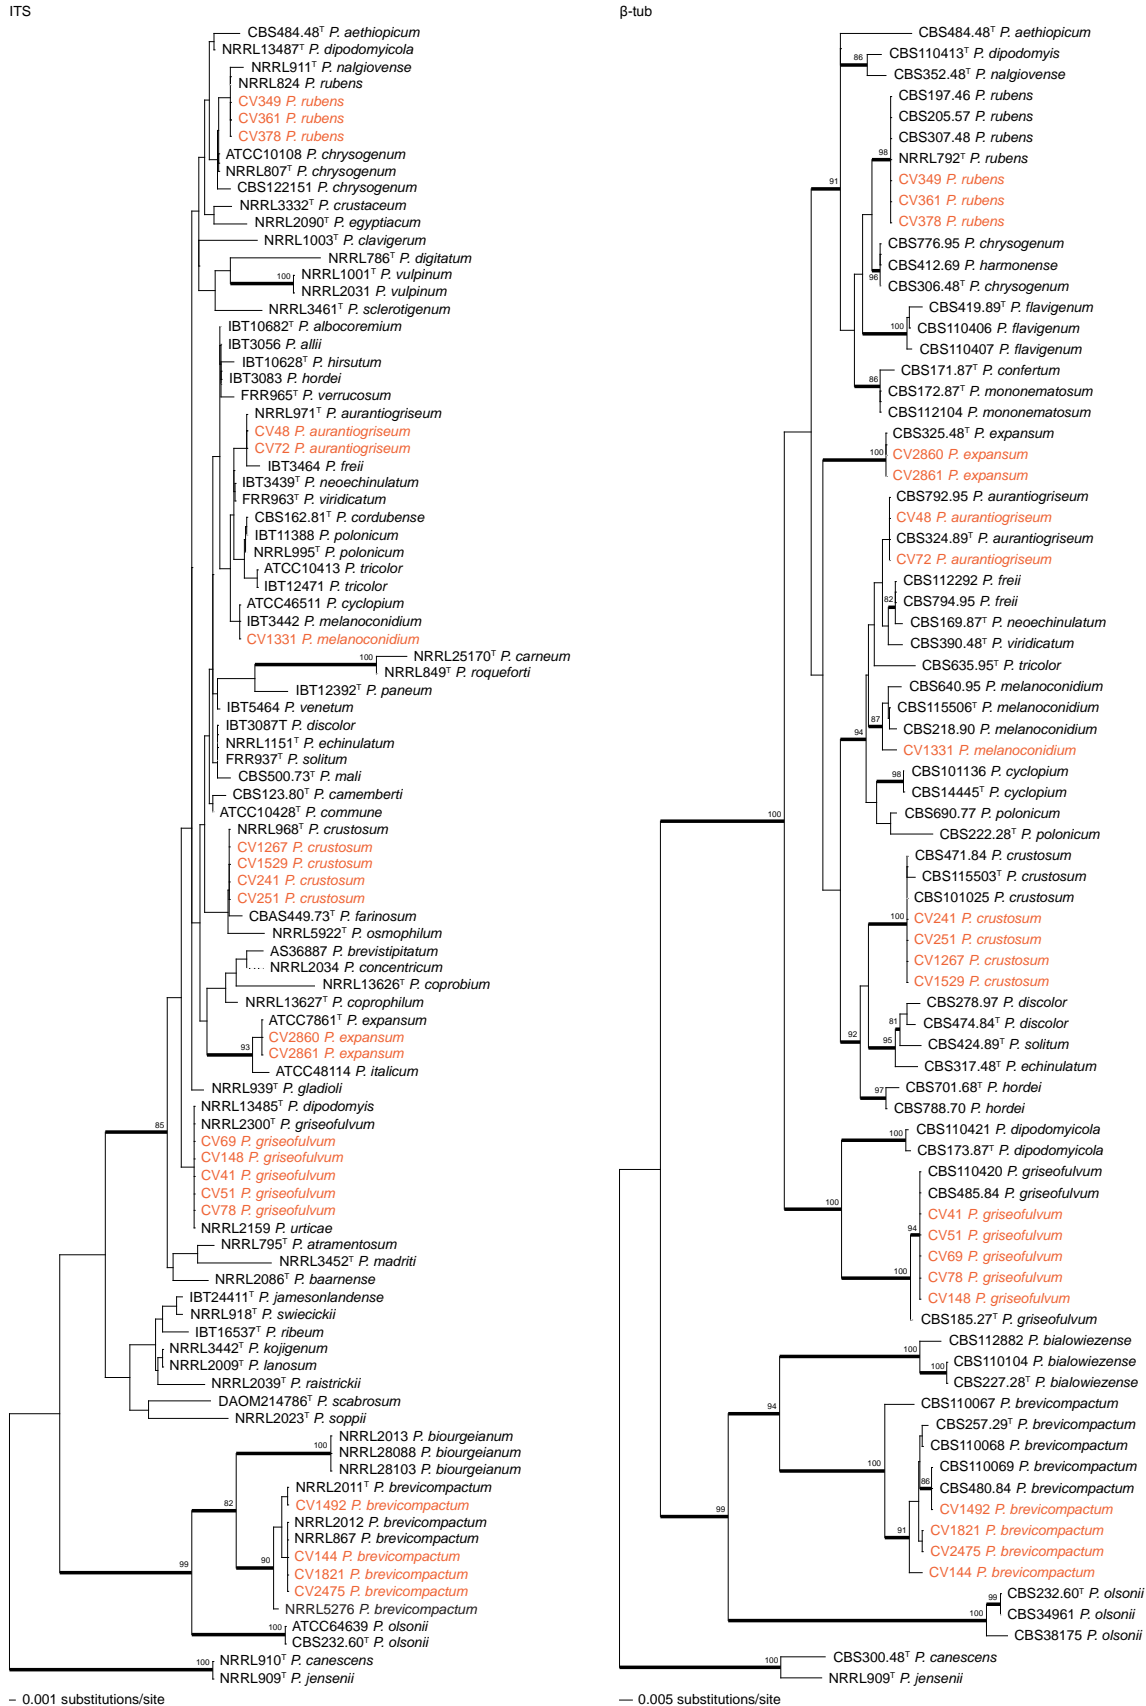 ITS
CBS484.48ᵀ P. aethiopicum
NRRL13487ᵀ P. dipodomyicola
NRRL911ᵀ P. nalgiovense
NRRL824 P. rubens
CV349 P. rubens
CV361 P. rubens
CV378 P. rubens
ATCC10108 P. chrysogenum
NRRL807ᵀ P. chrysogenum
CBS122151 P. chrysogenum
NRRL3332ᵀ P. crustaceum
NRRL2090ᵀ P. egyptiacum
NRRL1003ᵀ P. clavigerum
NRRL786ᵀ P. digitatum
100
NRRL1001ᵀ P. vulpinum
NRRL2031 P. vulpinum
NRRL3461ᵀ P. sclerotigenum
IBT10682ᵀ P. albocoremium
IBT3056 P. allii
IBT10628ᵀ P. hirsutum
IBT3083 P. hordei
FRR965ᵀ P. verrucosum
NRRL971ᵀ P. aurantiogriseum
CV48 P. aurantiogriseum
CV72 P. aurantiogriseum
IBT3464 P. freii
IBT3439ᵀ P. neoechinulatum
FRR963ᵀ P. viridicatum
CBS162.81ᵀ P. cordubense
IBT11388 P. polonicum
NRRL995ᵀ P. polonicum
ATCC10413 P. tricolor
IBT12471 P. tricolor
ATCC46511 P. cyclopium
IBT3442 P. melanoconidium
CV1331 P. melanoconidium
100
NRRL25170ᵀ P. carneum
NRRL849ᵀ P. roqueforti
IBT12392ᵀ P. paneum
IBT5464 P. venetum
IBT3087T P. discolor
NRRL1151ᵀ P. echinulatum
FRR937ᵀ P. solitum
CBS500.73ᵀ P. mali
CBS123.80ᵀ P. camemberti
ATCC10428ᵀ P. commune
NRRL968ᵀ P. crustosum
CV1267 P. crustosum
CV1529 P. crustosum
CV241 P. crustosum
CV251 P. crustosum
CBAS449.73ᵀ P. farinosum
NRRL5922ᵀ P. osmophilum
AS36887 P. brevistipitatum
NRRL2034 P. concentricum
NRRL13626ᵀ P. coprobium
NRRL13627ᵀ P. coprophilum
ATCC7861ᵀ P. expansum
CV2860 P. expansum
93
CV2861 P. expansum
ATCC48114 P. italicum
NRRL939ᵀ P. gladioli
NRRL13485ᵀ P. dipodomyis
85
NRRL2300ᵀ P. griseofulvum
CV69 P. griseofulvum
CV148 P. griseofulvum
CV41 P. griseofulvum
CV51 P. griseofulvum
CV78 P. griseofulvum
NRRL2159 P. urticae
NRRL795ᵀ P. atramentosum
NRRL3452ᵀ P. madriti
NRRL2086ᵀ P. baarnense
IBT24411ᵀ P. jamesonlandense
NRRL918ᵀ P. swiecickii
IBT16537ᵀ P. ribeum
NRRL3442ᵀ P. kojigenum
NRRL2009ᵀ P. lanosum
NRRL2039ᵀ P. raistrickii
DAOM214786ᵀ P. scabrosum
NRRL2023ᵀ P. soppii
NRRL2013 P. biourgeianum
100
NRRL28088 P. biourgeianum
NRRL28103 P. biourgeianum
NRRL2011ᵀ P. brevicompactum
82
CV1492 P. brevicompactum
NRRL2012 P. brevicompactum
NRRL867 P. brevicompactum
90
CV144 P. brevicompactum
99
CV1821 P. brevicompactum
CV2475 P. brevicompactum
NRRL5276 P. brevicompactum
100
ATCC64639 P. olsonii
CBS232.60ᵀ P. olsonii
100
NRRL910ᵀ P. canescens
NRRL909ᵀ P. jensenii
0.001 substitutions/site
β-tub
CBS484.48ᵀ P. aethiopicum
CBS110413ᵀ P. dipodomyis
86
CBS352.48ᵀ P. nalgiovense
CBS197.46 P. rubens
CBS205.57 P. rubens
CBS307.48 P. rubens
98
NRRL792ᵀ P. rubens
CV349 P. rubens
91
CV361 P. rubens
CV378 P. rubens
CBS776.95 P. chrysogenum
CBS412.69 P. harmonense
96
CBS306.48ᵀ P. chrysogenum
CBS419.89ᵀ P. flavigenum
100
CBS110406 P. flavigenum
CBS110407 P. flavigenum
CBS171.87ᵀ P. confertum
86
CBS172.87ᵀ P. mononematosum
CBS112104 P. mononematosum
CBS325.48ᵀ P. expansum
100
CV2860 P. expansum
CV2861 P. expansum
CBS792.95 P. aurantiogriseum
CV48 P. aurantiogriseum
CBS324.89ᵀ P. aurantiogriseum
CV72 P. aurantiogriseum
CBS112292 P. freii
82
CBS794.95 P. freii
CBS169.87ᵀ P. neoechinulatum
CBS390.48ᵀ P. viridicatum
CBS635.95ᵀ P. tricolor
CBS640.95 P. melanoconidium
CBS115506ᵀ P. melanoconidium
87
CBS218.90 P. melanoconidium
94
CV1331 P. melanoconidium
CBS101136 P. cyclopium
98
CBS14445ᵀ P. cyclopium
CBS690.77 P. polonicum
100
CBS222.28ᵀ P. polonicum
CBS471.84 P. crustosum
CBS115503ᵀ P. crustosum
CBS101025 P. crustosum
100
CV241 P. crustosum
CV251 P. crustosum
CV1267 P. crustosum
CV1529 P. crustosum
CBS278.97 P. discolor
81
CBS474.84ᵀ P. discolor
92
95
CBS424.89ᵀ P. solitum
CBS317.48ᵀ P. echinulatum
97
CBS701.68ᵀ P. hordei
CBS788.70 P. hordei
CBS110421 P. dipodomyicola
100
CBS173.87ᵀ P. dipodomyicola
CBS110420 P. griseofulvum
CBS485.84 P. griseofulvum
100
CV41 P. griseofulvum
94
CV51 P. griseofulvum
CV69 P. griseofulvum
100
CV78 P. griseofulvum
CV148 P. griseofulvum
CBS185.27ᵀ P. griseofulvum
CBS112882 P. bialowiezense
100
CBS110104 P. bialowiezense
100
CBS227.28ᵀ P. bialowiezense
94
CBS110067 P. brevicompactum
CBS257.29ᵀ P. brevicompactum
CBS110068 P. brevicompactum
100
CBS110069 P. brevicompactum
86
CBS480.84 P. brevicompactum
CV1492 P. brevicompactum
99
91
CV1821 P. brevicompactum
CV2475 P. brevicompactum
CV144 P. brevicompactum
CBS232.60ᵀ P. olsonii
99
CBS34961 P. olsonii
100
CBS38175 P. olsonii
CBS300.48ᵀ P. canescens
100
NRRL909ᵀ P. jensenii
0.005 substitutions/site